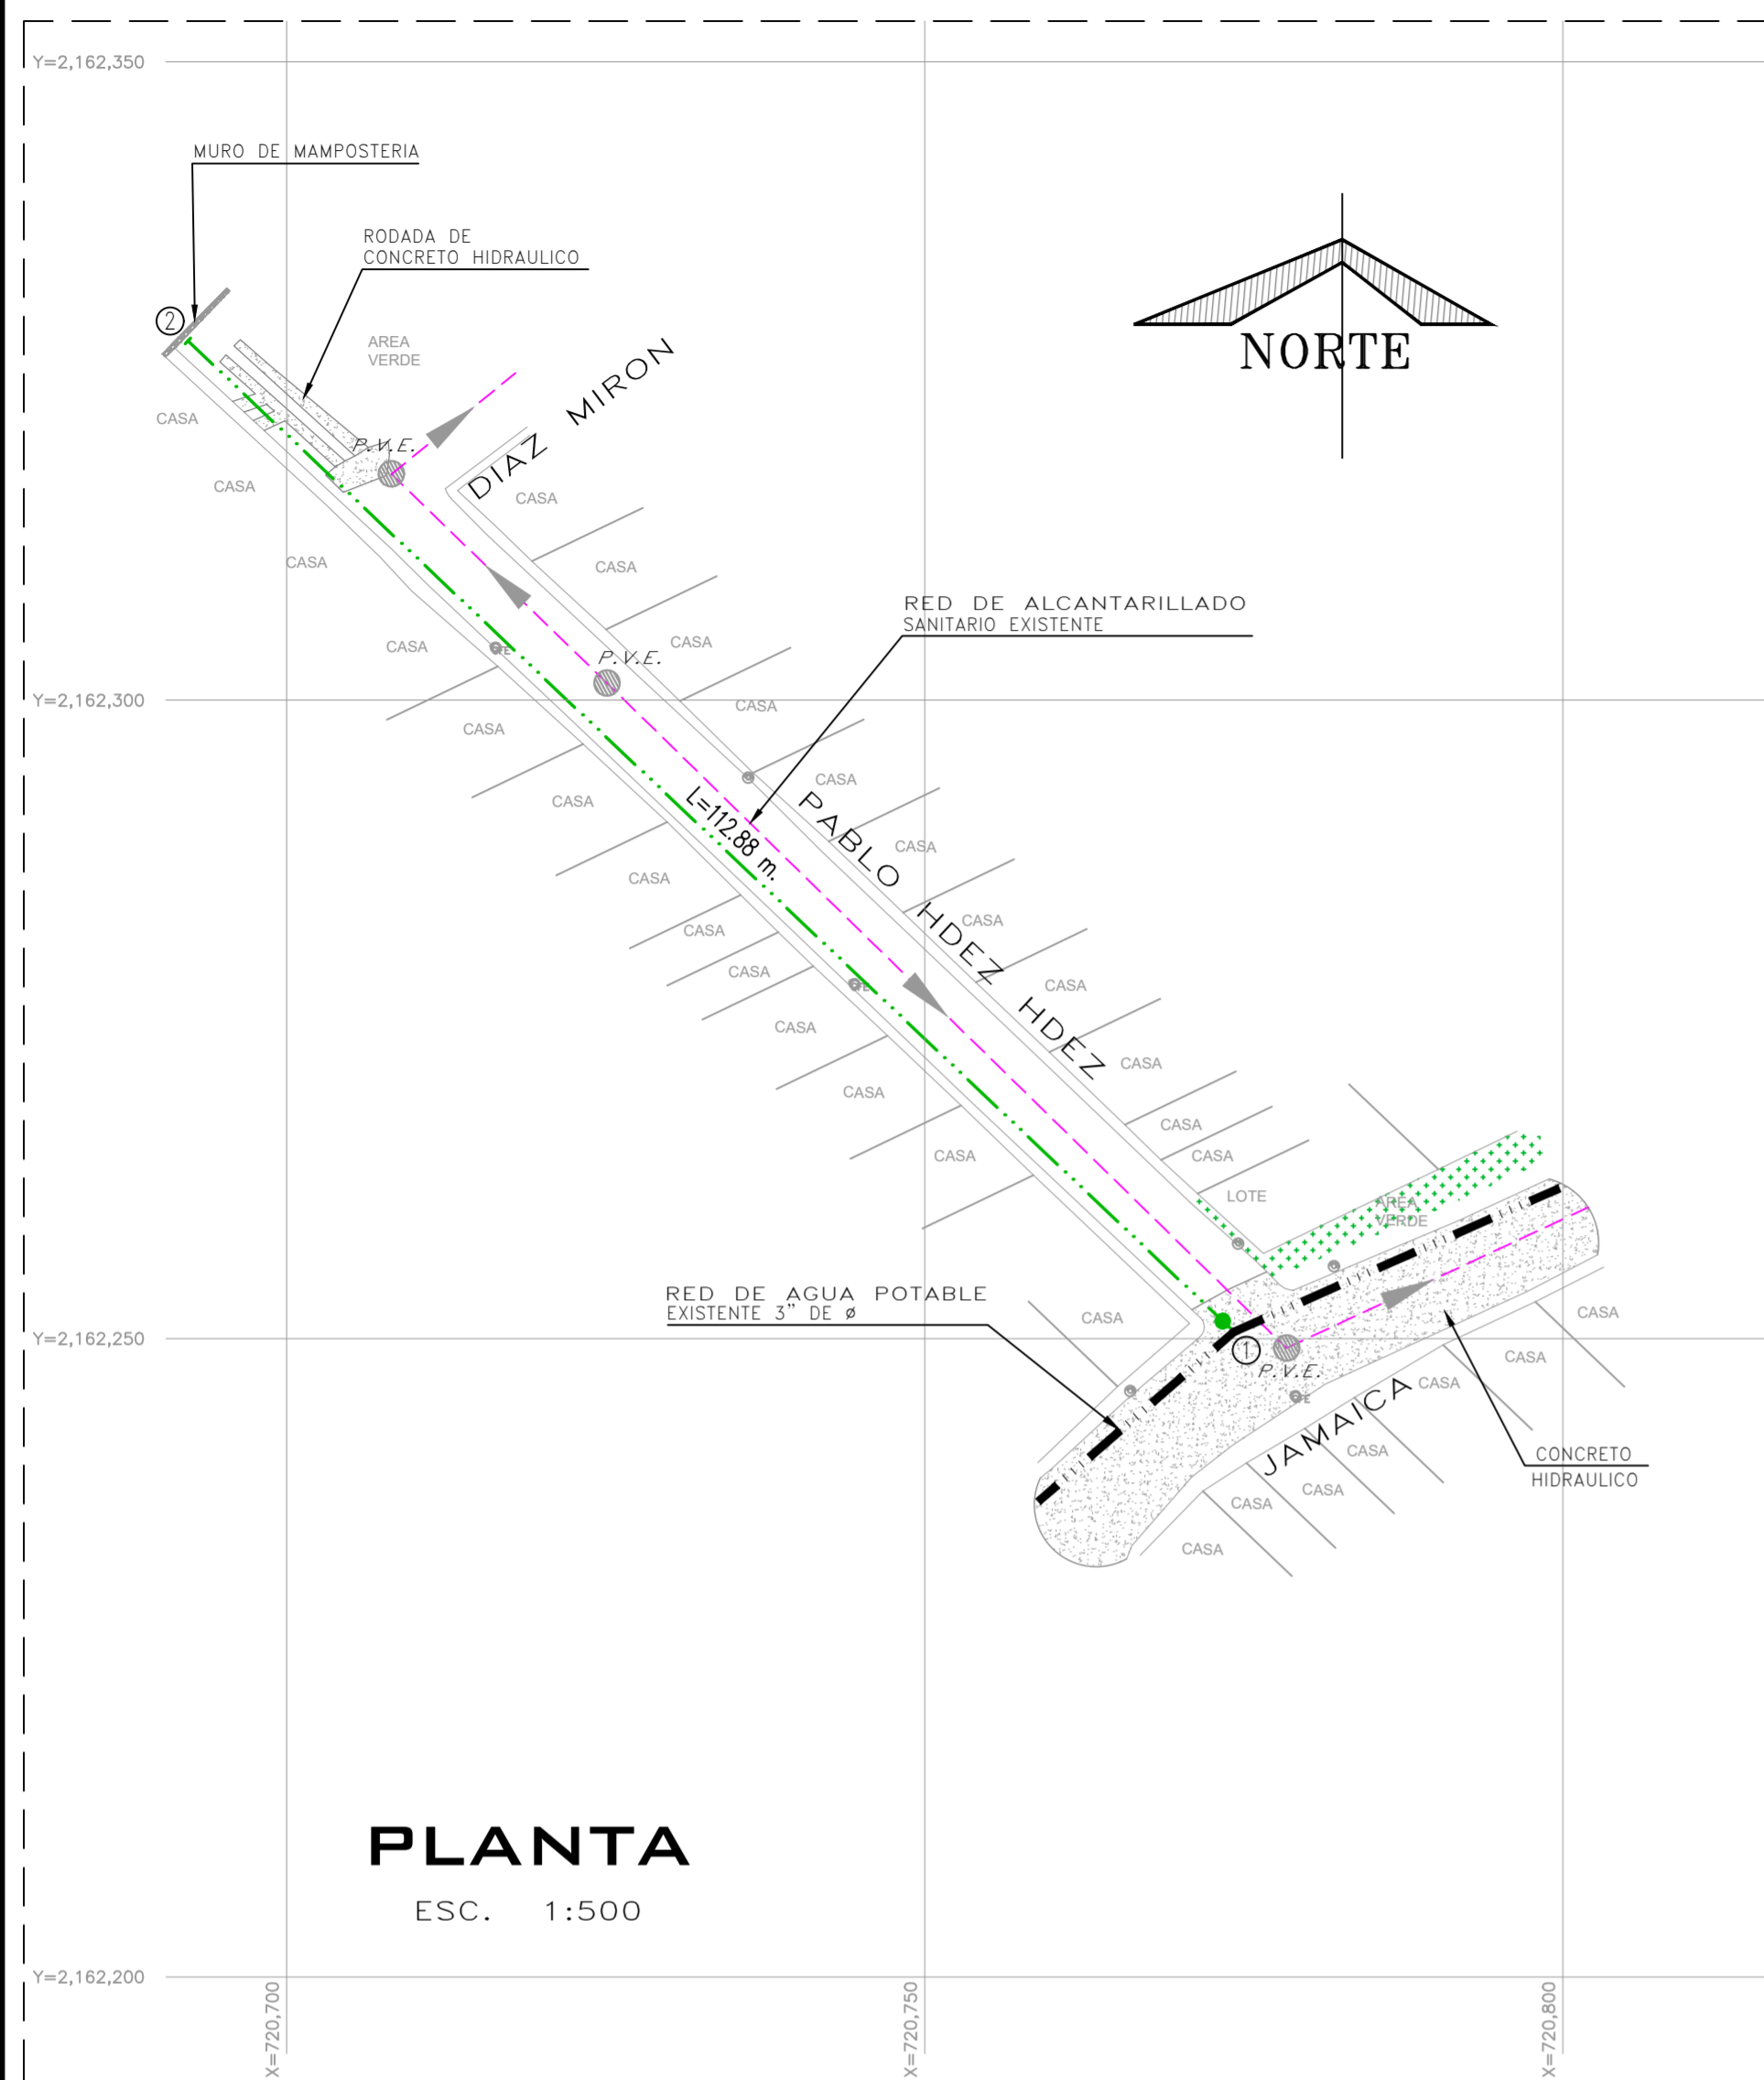 Y=2,162,350
MURO DE MAMPOSTERIA
RODADA DE
CONCRETO HIDRAULICO
NORTE
2
AREA
VERDE
CASA
P.V.E.
DIAZ MIRON
CASA
CASA
CASA
CASA
RED DE ALCANTARILLADO
SANITARIO EXISTENTE
CASA
CASA
P.V.E.
Y=2,162,300
CASA
CASA
CASA
CASA
L=112.88 m.
PABLO HDEZ HDEZ
CASA
CASA
CASA
CASA
CASA
CASA
CASA
CASA
CASA
CASA
CASA
CASA
CASA
LOTE
AREA
VERDE
RED DE AGUA POTABLE
EXISTENTE 3" DE ø
CASA
CASA
Y=2,162,250
1
P.V.E.
CASA
CASA
JAMAICA
CASA
CONCRETO
HIDRAULICO
CASA
CASA
CASA
PLANTA
ESC. 1:500
Y=2,162,200
X=720,700
X=720,750
X=720,800